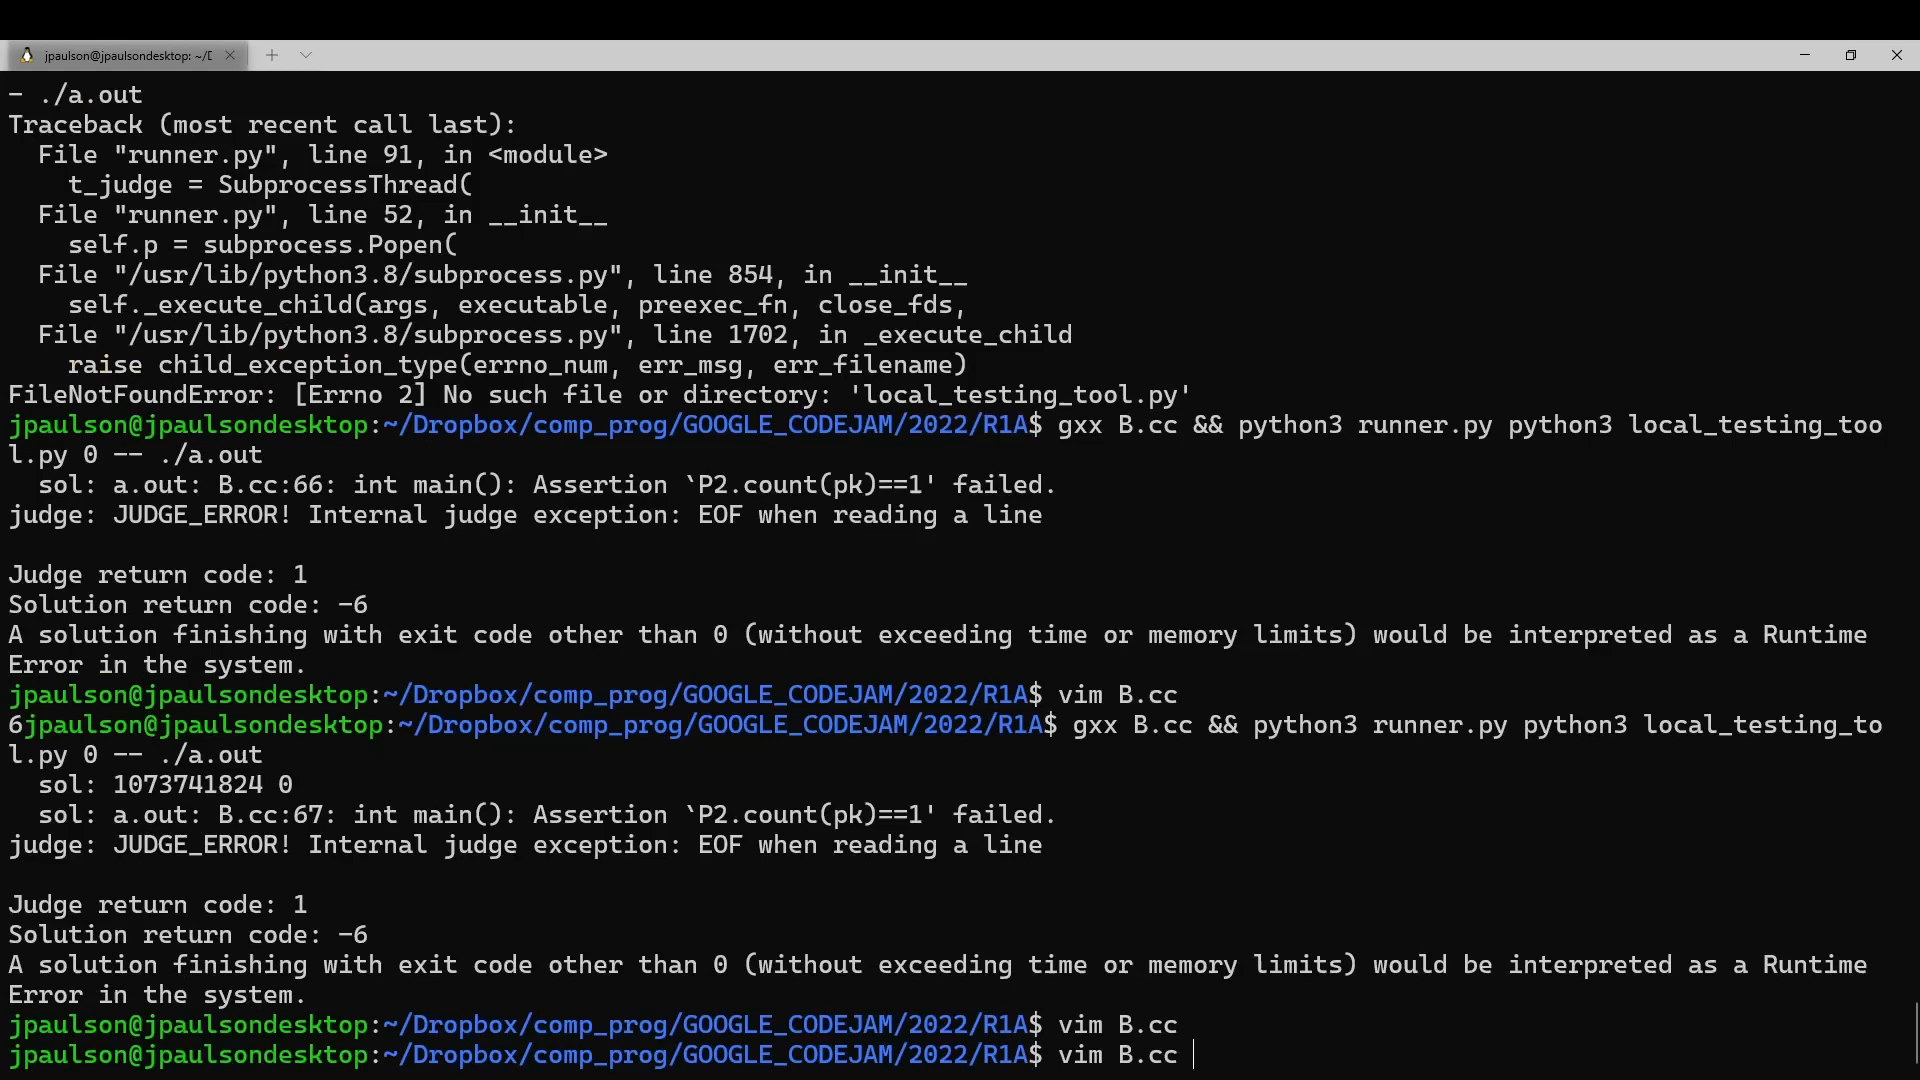 jpaulson@jpaulsondesktop: ~/D
- ./a.out
Traceback (most recent call last):
  File "runner.py", line 91, in <module>
    t_judge = SubprocessThread(
  File "runner.py", line 52, in __init__
    self.p = subprocess.Popen(
  File "/usr/lib/python3.8/subprocess.py", line 854, in __init__
    self._execute_child(args, executable, preexec_fn, close_fds,
  File "/usr/lib/python3.8/subprocess.py", line 1702, in _execute_child
    raise child_exception_type(errno_num, err_msg, err_filename)
FileNotFoundError: [Errno 2] No such file or directory: 'local_testing_tool.py'
jpaulson@jpaulsondesktop:~/Dropbox/comp_prog/GOOGLE_CODEJAM/2022/R1A$ gxx B.cc && python3 runner.py python3 local_testing_too
l.py 0 -- ./a.out
  sol: a.out: B.cc:66: int main(): Assertion `P2.count(pk)==1' failed.
judge: JUDGE_ERROR! Internal judge exception: EOF when reading a line
Judge return code: 1
Solution return code: -6
A solution finishing with exit code other than 0 (without exceeding time or memory limits) would be interpreted as a Runtime
Error in the system.
jpaulson@jpaulsondesktop:~/Dropbox/comp_prog/GOOGLE_CODEJAM/2022/R1A$ vim B.cc
6jpaulson@jpaulsondesktop:~/Dropbox/comp_prog/GOOGLE_CODEJAM/2022/R1A$ gxx B.cc && python3 runner.py python3 local_testing_to
l.py 0 -- ./a.out
  sol: 1073741824 0
  sol: a.out: B.cc:67: int main(): Assertion `P2.count(pk)==1' failed.
judge: JUDGE_ERROR! Internal judge exception: EOF when reading a line
Judge return code: 1
Solution return code: -6
A solution finishing with exit code other than 0 (without exceeding time or memory limits) would be interpreted as a Runtime
Error in the system.
jpaulson@jpaulsondesktop:~/Dropbox/comp_prog/GOOGLE_CODEJAM/2022/R1A$ vim B.cc
jpaulson@jpaulsondesktop:~/Dropbox/comp_prog/GOOGLE_CODEJAM/2022/R1A$ vim B.cc